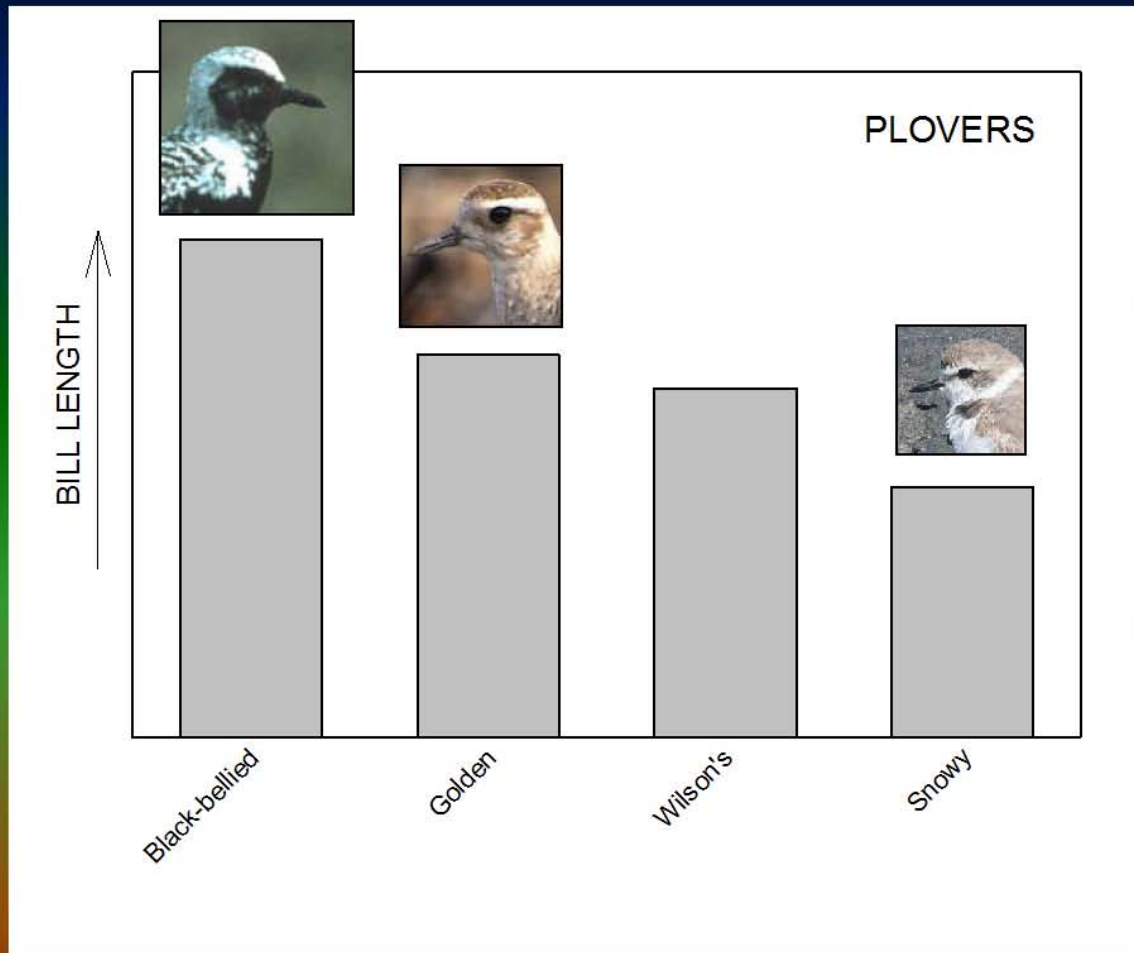 PLOVERS
BILL LENGTH
Black-bellied
Golden
Wilson's
Snowy